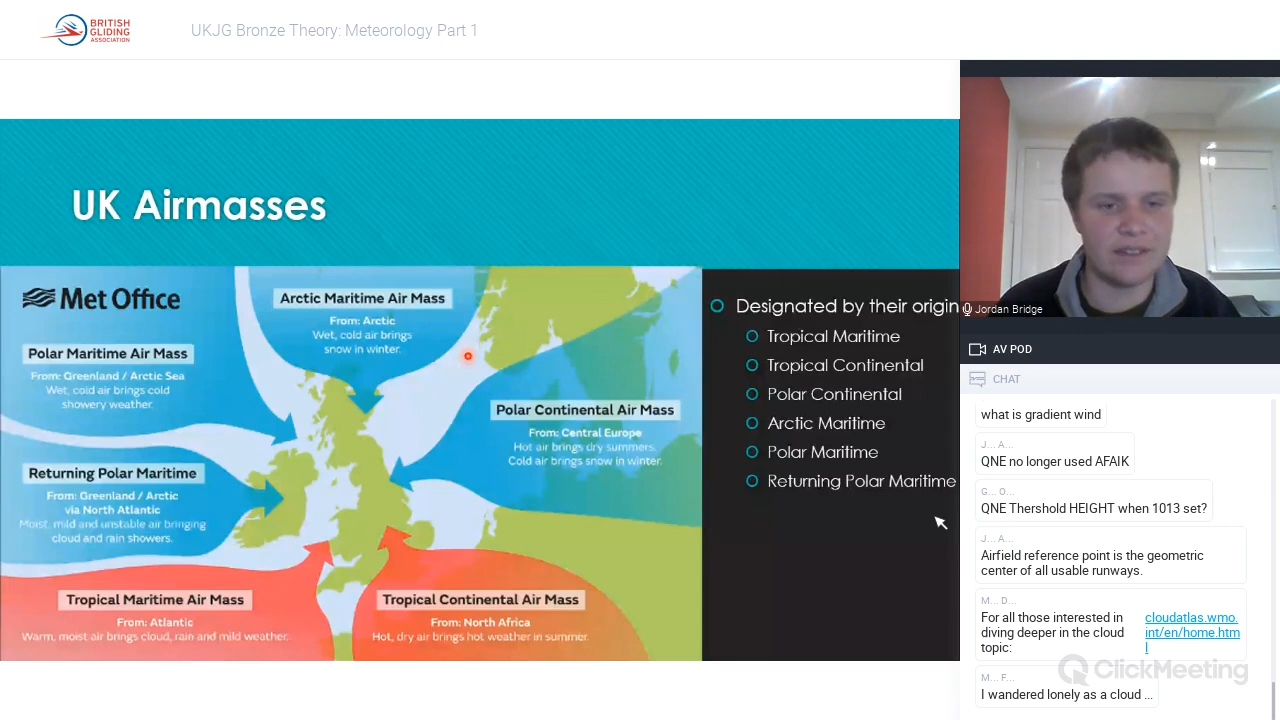 BRITISH
GLIDING
ASSOCIATION
UKJG Bronze Theory: Meteorology Part 1
UK Airmasses
Met Office
Arctic Maritime Air Mass
From: Arctic
Wet, cold air brings
snow in winter.
Polar Maritime Air Mass
From: Greenland / Arctic Sea
Wet, cold air brings cold
showery weather.
Polar Continental Air Mass
From: Central Europe
Hot air brings dry summers.
Cold air brings snow in winter.
Returning Polar Maritime
From: Greenland / Arctic
via North Atlantic
Moist, mild and unstable air bringing
cloud and rain showers.
Tropical Maritime Air Mass
From: Atlantic
Warm, moist air brings cloud, rain and mild weather.
Tropical Continental Air Mass
From: North Africa
Hot, dry air brings hot weather in summer.
Designated by their origin
Tropical Maritime
Tropical Continental
Polar Continental
Arctic Maritime
Polar Maritime
Returning Polar Maritime
Jordan Bridge
AV POD
CHAT
what is gradient wind
J... A...
QNE no longer used AFAIK
G... O...
QNE Thershold HEIGHT when 1013 set?
J... A...
Airfield reference point is the geometric
center of all usable runways.
M... D...
For all those interested in
diving deeper in the cloud
topic:
cloudatlas.wmo.
int/en/home.htm
l
M... F...
I wandered lonely as a cloud ...
ClickMeeting